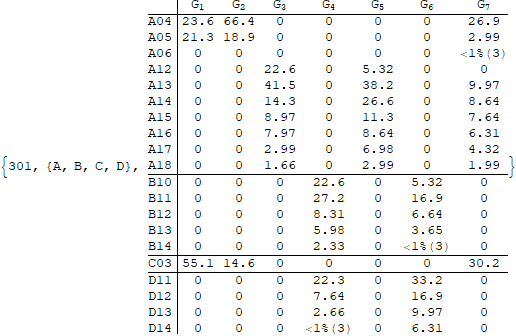 G1 G2 G3 G4 G5 G6 G7
A04 23.6 66.4 0 0 0 0 26.9
A05 21.3 18.9 0 0 0 0 2.99
A06 0 0 0 0 0 0 <1%(3)
A12 0 0 22.6 0 5.32 0 0
A13 0 0 41.5 0 38.2 0 9.97
A14 0 0 14.3 0 26.6 0 8.64
A15 0 0 8.97 0 11.3 0 7.64
A16 0 0 7.97 0 8.64 0 6.31
A17 0 0 2.99 0 6.98 0 4.32
{301, {A, B, C, D}, A18 0 0 1.66 0 2.99 0 1.99 }
B10 0 0 0 22.6 0 5.32 0
B11 0 0 0 27.2 0 16.9 0
B12 0 0 0 8.31 0 6.64 0
B13 0 0 0 5.98 0 3.65 0
B14 0 0 0 2.33 0 <1%(3) 0
C03 55.1 14.6 0 0 0 0 30.2
D11 0 0 0 22.3 0 33.2 0
D12 0 0 0 7.64 0 16.9 0
D13 0 0 0 2.66 0 9.97 0
D14 0 0 0 <1%(3) 0 6.31 0